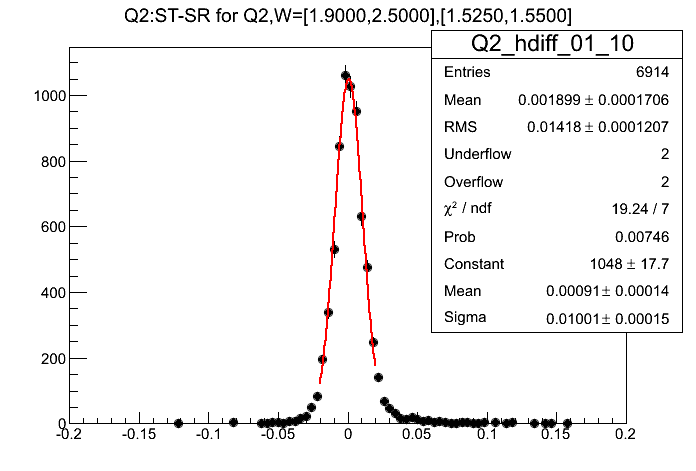 Q2:ST-SR for Q2,W=[1.9000,2.5000],[1.5250,1.5500]
Q2_hdiff_01_10
Entries 6914
Mean 0.001899 ± 0.0001706
RMS 0.01418 ± 0.0001207
Underflow 2
Overflow 2
χ² / ndf 19.24 / 7
Prob 0.00746
Constant 1048 ± 17.7
Mean 0.00091 ± 0.00014
Sigma 0.01001 ± 0.00015
1000
800
600
400
200
0
-0.2 -0.15 -0.1 -0.05 0 0.05 0.1 0.15 0.2